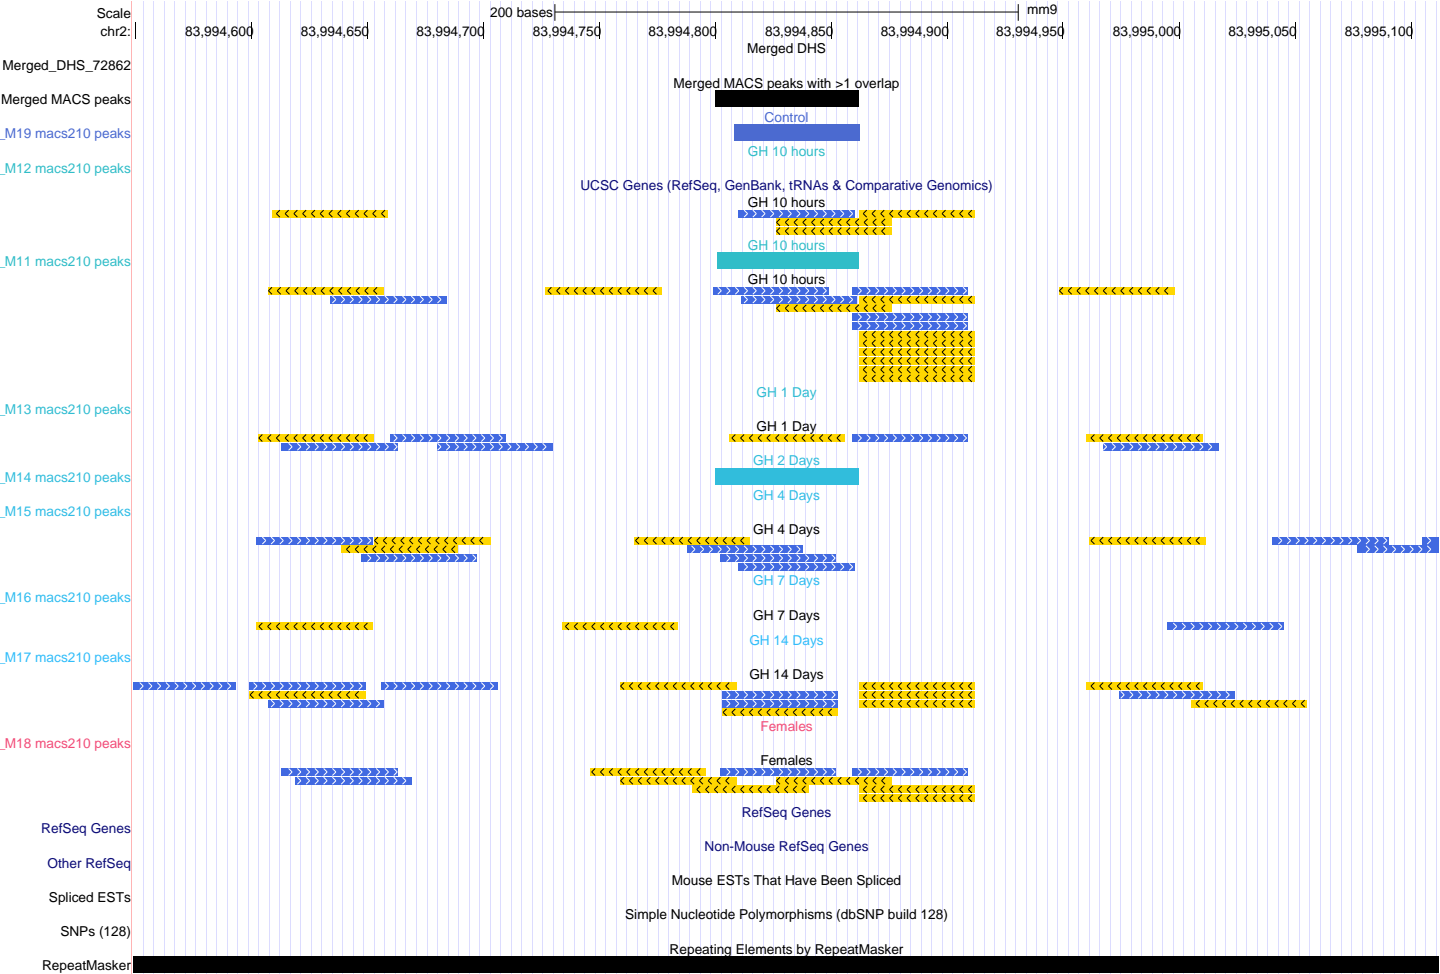 Scale 200 bases mm9
chr2: 83,994,600 83,994,650 83,994,700 83,994,750 83,994,800 83,994,850 83,994,900 83,994,950 83,995,000 83,995,050 83,995,100
Merged DHS
Merged_DHS_72862
Merged MACS peaks with >1 overlap
Merged MACS peaks
Control
_M19 macs210 peaks
GH 10 hours
_M12 macs210 peaks
UCSC Genes (RefSeq, GenBank, tRNAs & Comparative Genomics)
GH 10 hours
GH 10 hours
_M11 macs210 peaks
GH 10 hours
GH 1 Day
_M13 macs210 peaks
GH 1 Day
GH 2 Days
_M14 macs210 peaks
GH 4 Days
_M15 macs210 peaks
GH 4 Days
GH 7 Days
_M16 macs210 peaks
GH 7 Days
GH 14 Days
_M17 macs210 peaks
GH 14 Days
Females
_M18 macs210 peaks
Females
RefSeq Genes
RefSeq Genes
Non-Mouse RefSeq Genes
Other RefSeq
Mouse ESTs That Have Been Spliced
Spliced ESTs
Simple Nucleotide Polymorphisms (dbSNP build 128)
SNPs (128)
Repeating Elements by RepeatMasker
RepeatMasker